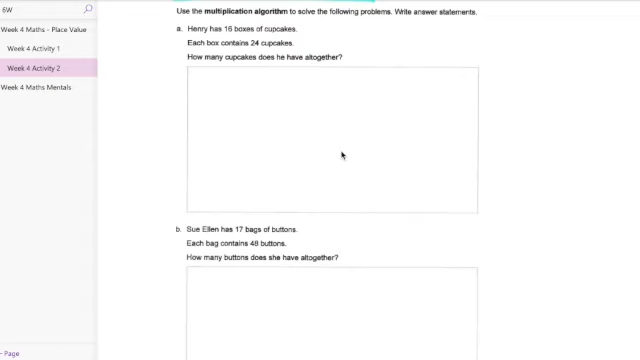 6W
Week 4 Maths - Place Value
Week 4 Activity 1
Week 4 Activity 2
Week 4 Maths Mentals
- Page
Use the multiplication algorithm to solve the following problems. Write answer statements.
a. Henry has 16 boxes of cupcakes.
Each box contains 24 cupcakes.
How many cupcakes does he have altogether?
b. Sue Ellen has 17 bags of buttons.
Each bag contains 48 buttons.
How many buttons does she have altogether?